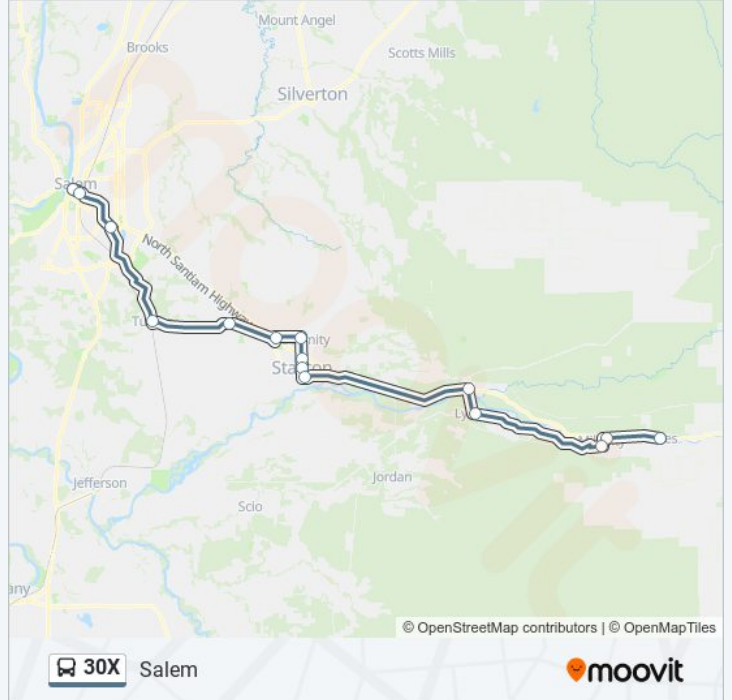 Mount Angel
Brooks
Scotts Mills
Silverton
Salem
North Santiam Highway
Jefferson
Jordan
Scio
© OpenStreetMap contributors | © OpenMapTiles
30X Salem
moovit